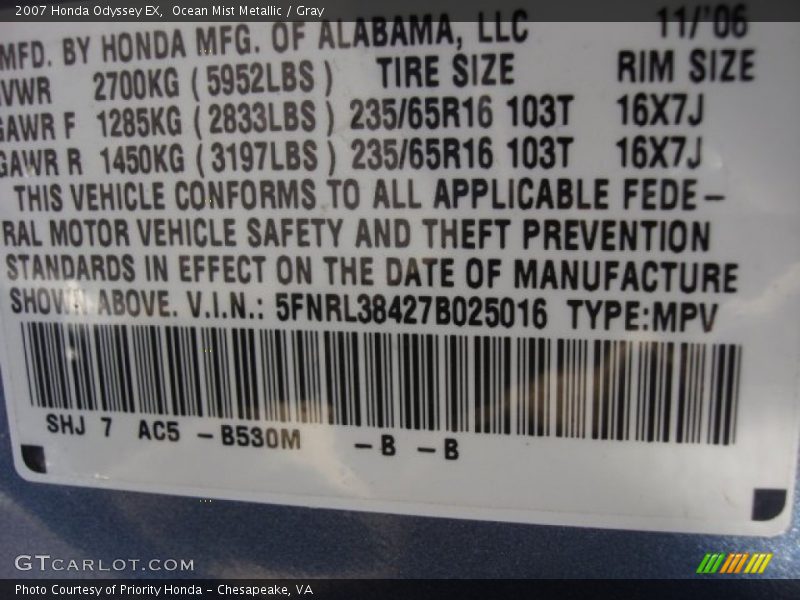 2007 Honda Odyssey EX,  Ocean Mist Metallic / Gray
MFD. BY HONDA MFG. OF ALABAMA, LLC 11/'06
GVWR 2700KG (5952LBS) TIRE SIZE RIM SIZE
GAWR F 1285KG (2833LBS) 235/65R16 103T 16X7J
GAWR R 1450KG (3197LBS) 235/65R16 103T 16X7J
THIS VEHICLE CONFORMS TO ALL APPLICABLE FEDE-
RAL MOTOR VEHICLE SAFETY AND THEFT PREVENTION
STANDARDS IN EFFECT ON THE DATE OF MANUFACTURE
SHOWN ABOVE. V.I.N.: 5FNRL38427B025016 TYPE:MPV
SHJ 7 AC5 -B530M -B -B
GTCARLOT.COM
Photo Courtesy of Priority Honda - Chesapeake, VA